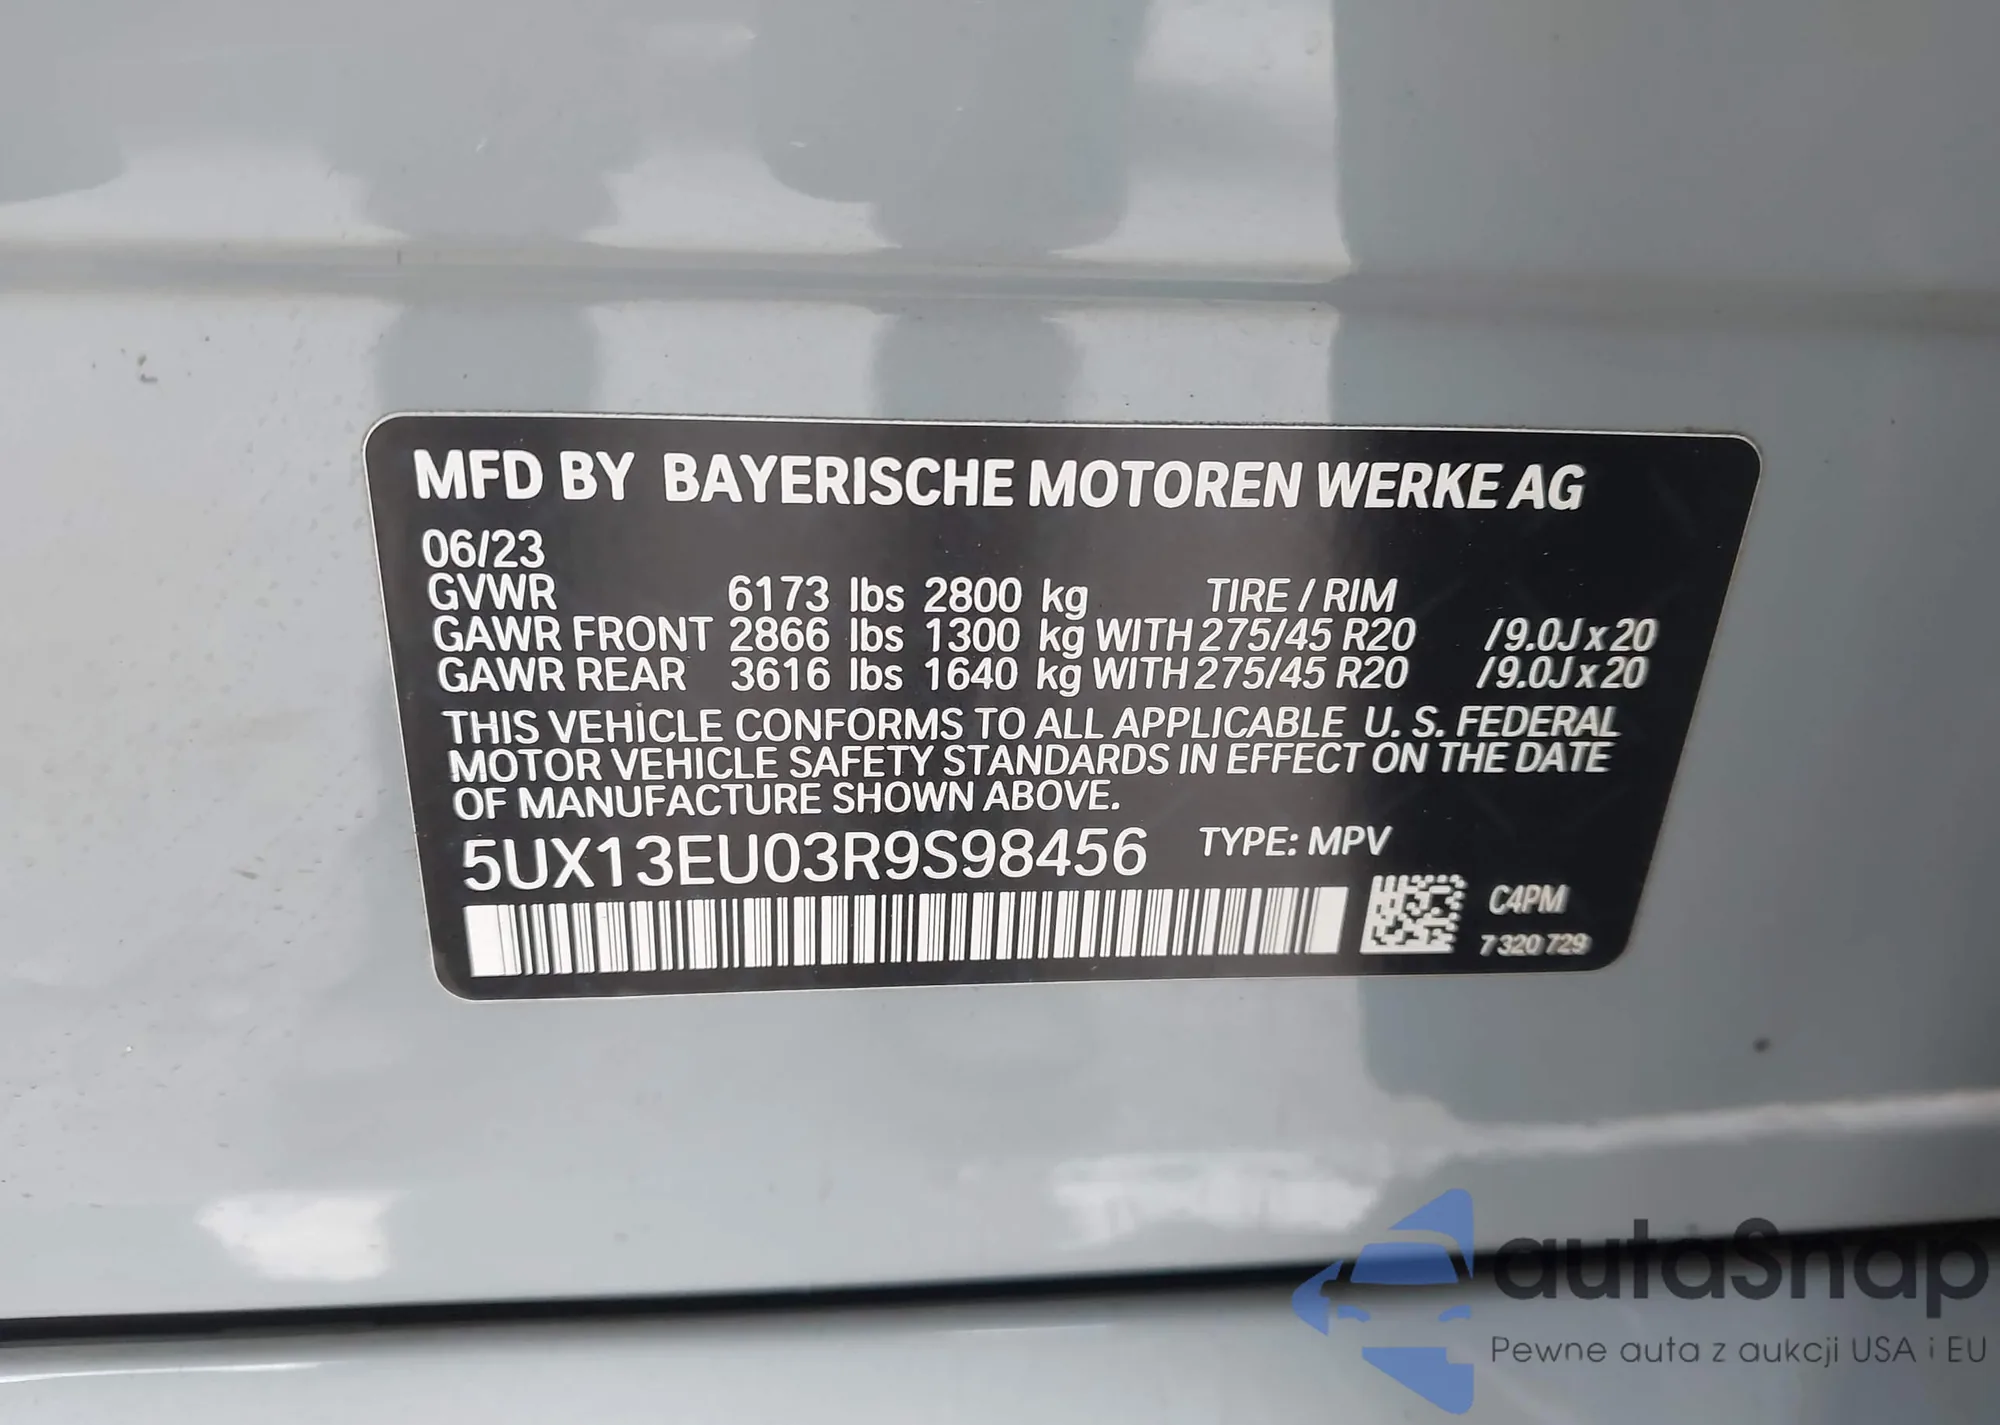 MFD BY BAYERISCHE MOTOREN WERKE AG
06/23
GVWR 6173 lbs 2800 kg TIRE / RIM
GAWR FRONT 2866 lbs 1300 kg WITH 275/45 R20 /9.0J x 20
GAWR REAR 3616 lbs 1640 kg WITH 275/45 R20 /9.0J x 20
THIS VEHICLE CONFORMS TO ALL APPLICABLE U. S. FEDERAL
MOTOR VEHICLE SAFETY STANDARDS IN EFFECT ON THE DATE
OF MANUFACTURE SHOWN ABOVE.
5UX13EU03R9S98456 TYPE: MPV
C4PM
7 320 729
autaSnap
Pewne auta z aukcji USA i EU